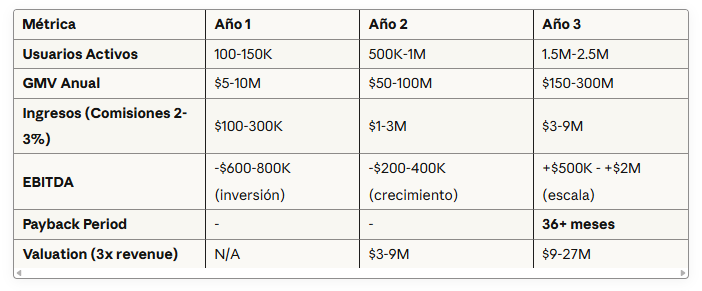 Métrica Año 1 Año 2 Año 3
Usuarios Activos 100-150K 500K-1M 1.5M-2.5M
GMV Anual $5-10M $50-100M $150-300M
Ingresos (Comisiones 2-
3%) $100-300K $1-3M $3-9M
EBITDA -$600-800K -$200-400K +$500K - +$2M
(inversión) (crecimiento) (escala)
Payback Period - - 36+ meses
Valuation (3x revenue) N/A $3-9M $9-27M